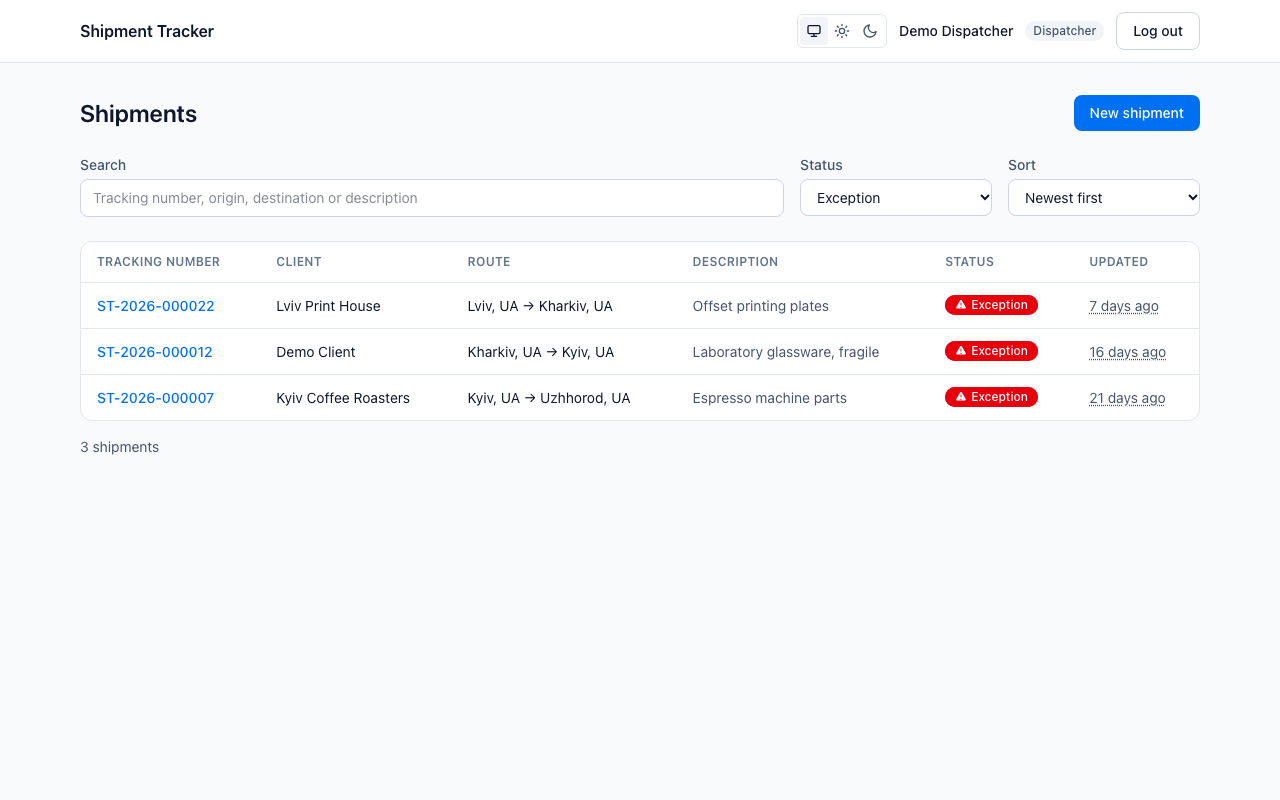 Shipment Tracker
Demo Dispatcher Dispatcher Log out
Shipments
New shipment
Search Status Sort
Tracking number, origin, destination or description Exception Newest first
TRACKING NUMBER CLIENT ROUTE DESCRIPTION STATUS UPDATED
ST-2026-000022 Lviv Print House Lviv, UA → Kharkiv, UA Offset printing plates Exception 7 days ago
ST-2026-000012 Demo Client Kharkiv, UA → Kyiv, UA Laboratory glassware, fragile Exception 16 days ago
ST-2026-000007 Kyiv Coffee Roasters Kyiv, UA → Uzhhorod, UA Espresso machine parts Exception 21 days ago
3 shipments